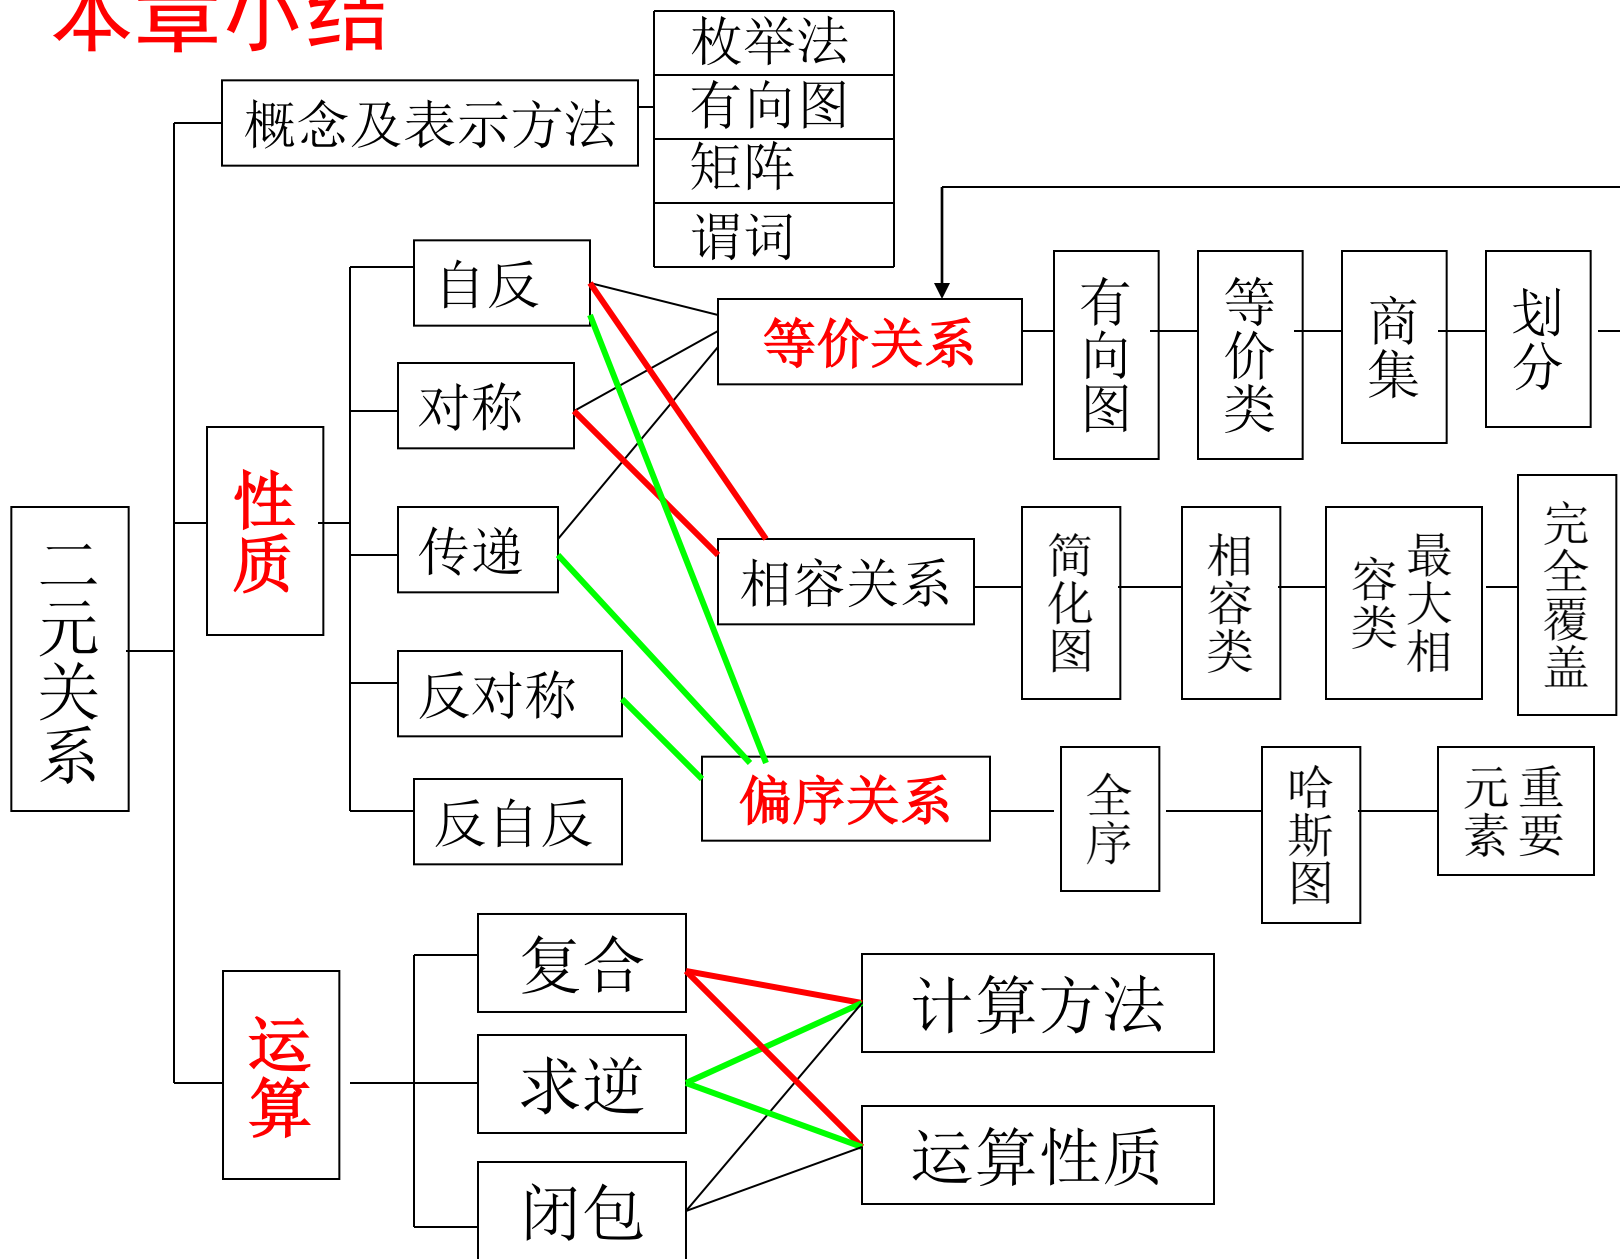 本章小结
枚举法
概念及表示方法
有向图
矩阵
谓词
自反
等价关系
有向图
等价类
商集
划分
对称
性质
传递
相容关系
简化图
相容类
最大相
容类
完全覆盖
二元关系
反对称
偏序关系
全序
哈斯图
重要
元素
反自反
复合
计算方法
运算
求逆
运算性质
闭包